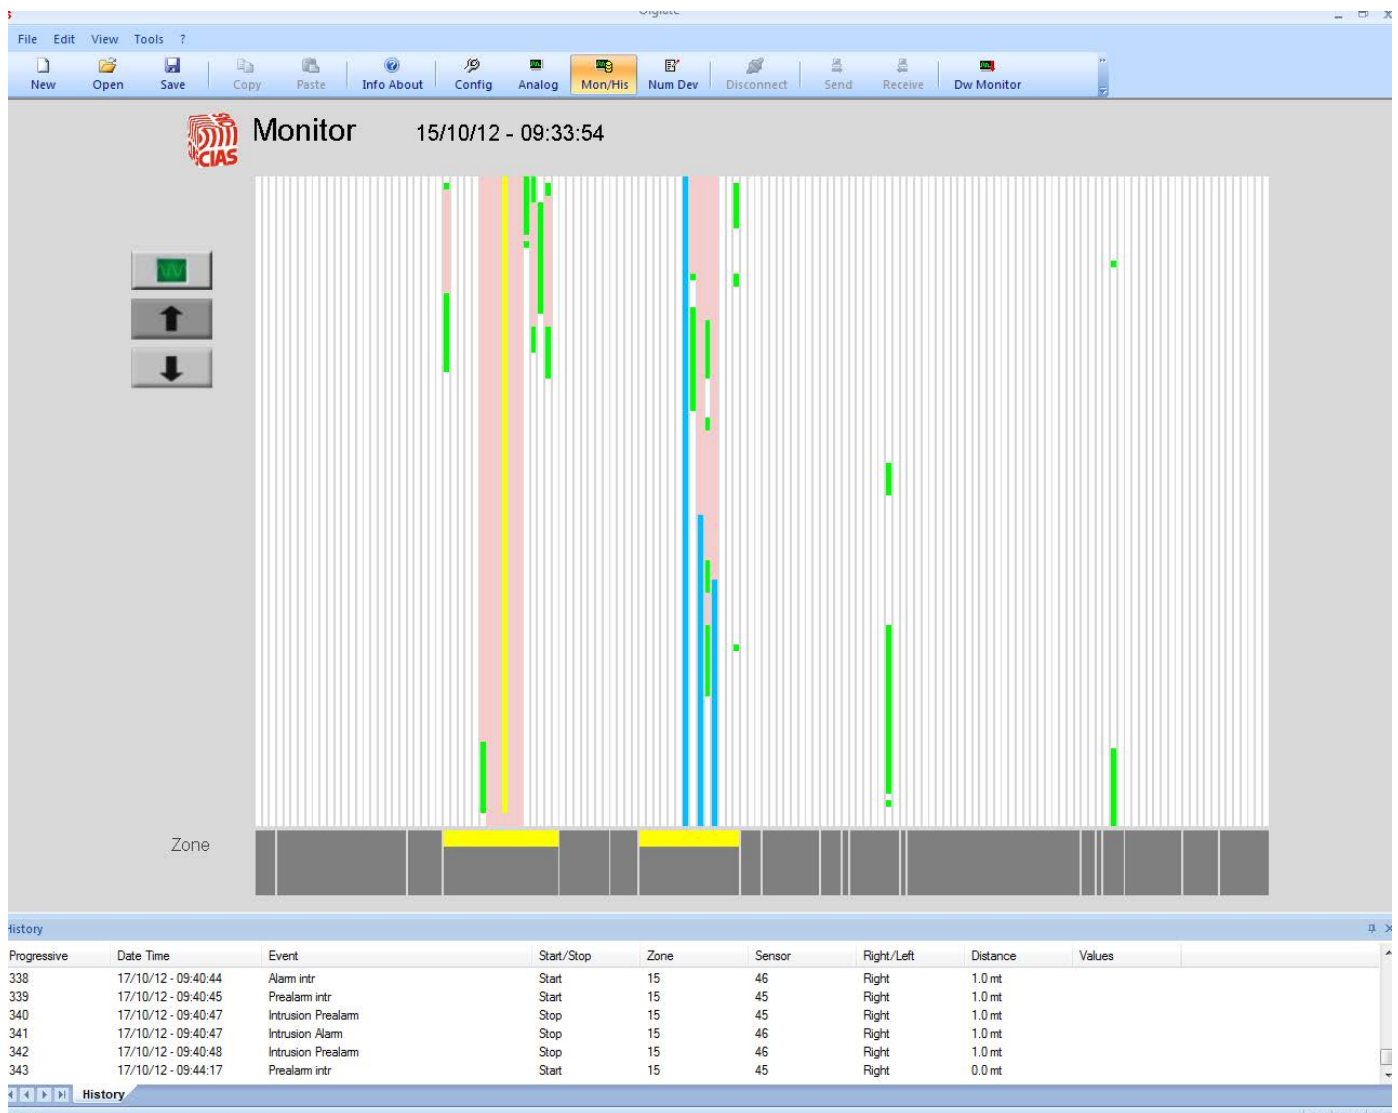 File Edit View Tools ?
New Open Save Copy Paste Info About Config Analog Mon/His Num Dev Disconnect Send Receive Dw Monitor
CIAS Monitor 15/10/12 - 09:33:54
Zone
History
Progressive Date Time Event Start/Stop Zone Sensor Right/Left Distance Values
338 17/10/12 - 09:40:44 Alarm intr Start 15 46 Right 1.0 mt
339 17/10/12 - 09:40:45 Prealarm intr Start 15 45 Right 1.0 mt
340 17/10/12 - 09:40:47 Intrusion Prealarm Stop 15 45 Right 1.0 mt
341 17/10/12 - 09:40:47 Intrusion Alarm Stop 15 46 Right 1.0 mt
342 17/10/12 - 09:40:48 Intrusion Prealarm Stop 15 46 Right 1.0 mt
343 17/10/12 - 09:44:17 Prealarm intr Start 15 45 Right 0.0 mt
History